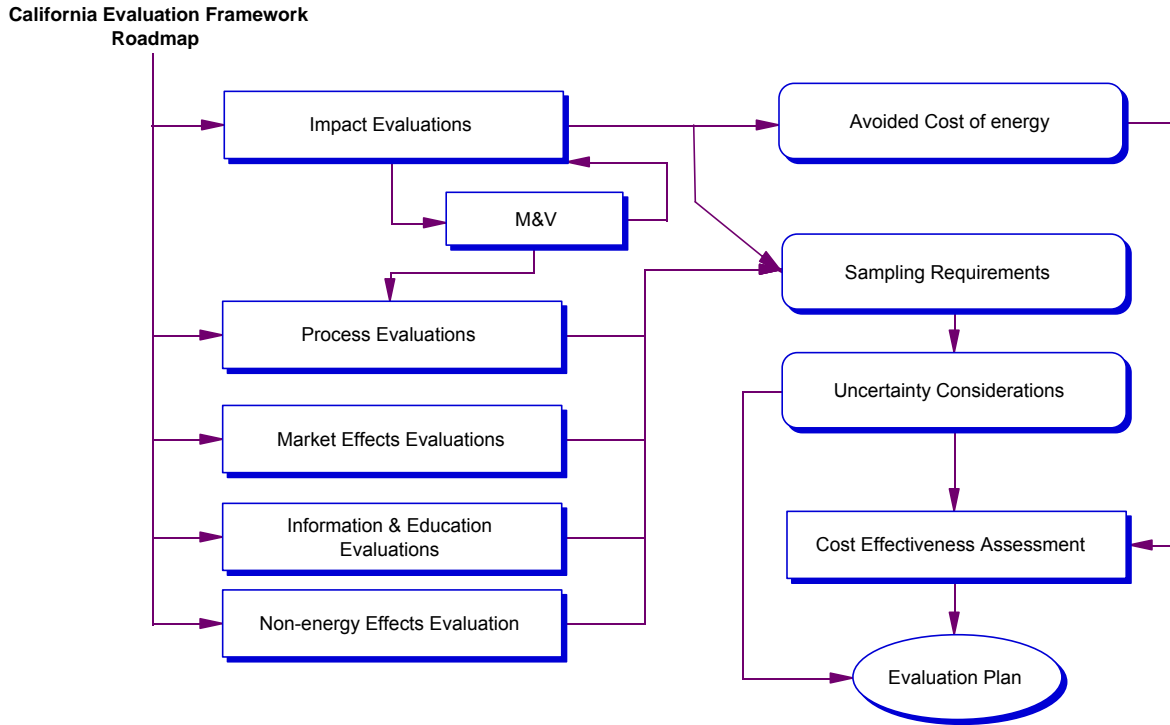 California Evaluation Framework
Roadmap
Impact Evaluations
Avoided Cost of energy
M&V
Sampling Requirements
Process Evaluations
Uncertainty Considerations
Market Effects Evaluations
Information & Education
Evaluations
Cost Effectiveness Assessment
Non-energy Effects Evaluation
Evaluation Plan